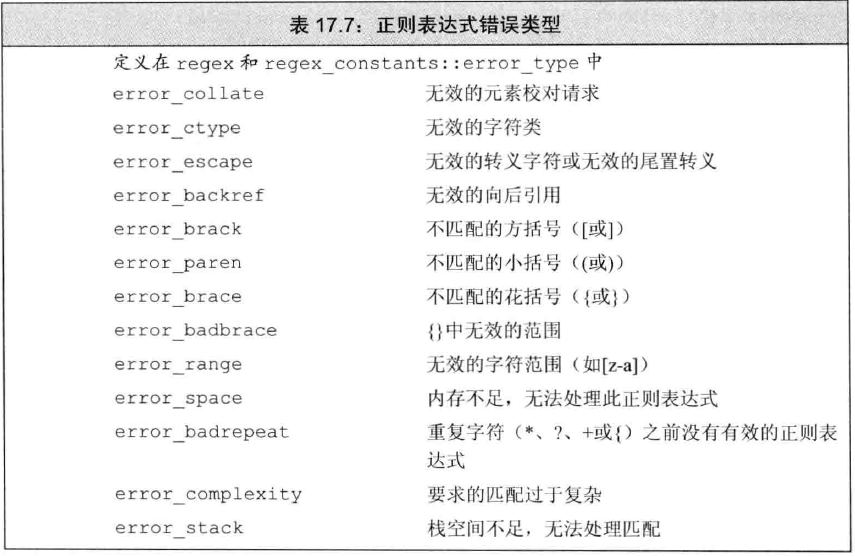 表 17.7：正则表达式错误类型
定义在 regex 和 regex_constants::error_type 中
error_collate 无效的元素校对请求
error_ctype 无效的字符类
error_escape 无效的转义字符或无效的尾置转义
error_backref 无效的向后引用
error_brack 不匹配的方括号（[或]）
error_paren 不匹配的小括号（(或)）
error_brace 不匹配的花括号（{或}）
error_badbrace {}中无效的范围
error_range 无效的字符范围（如[z-a]）
error_space 内存不足，无法处理此正则表达式
error_badrepeat 重复字符（*、?、+或{）之前没有有效的正则表
达式
error_complexity 要求的匹配过于复杂
error_stack 栈空间不足，无法处理匹配